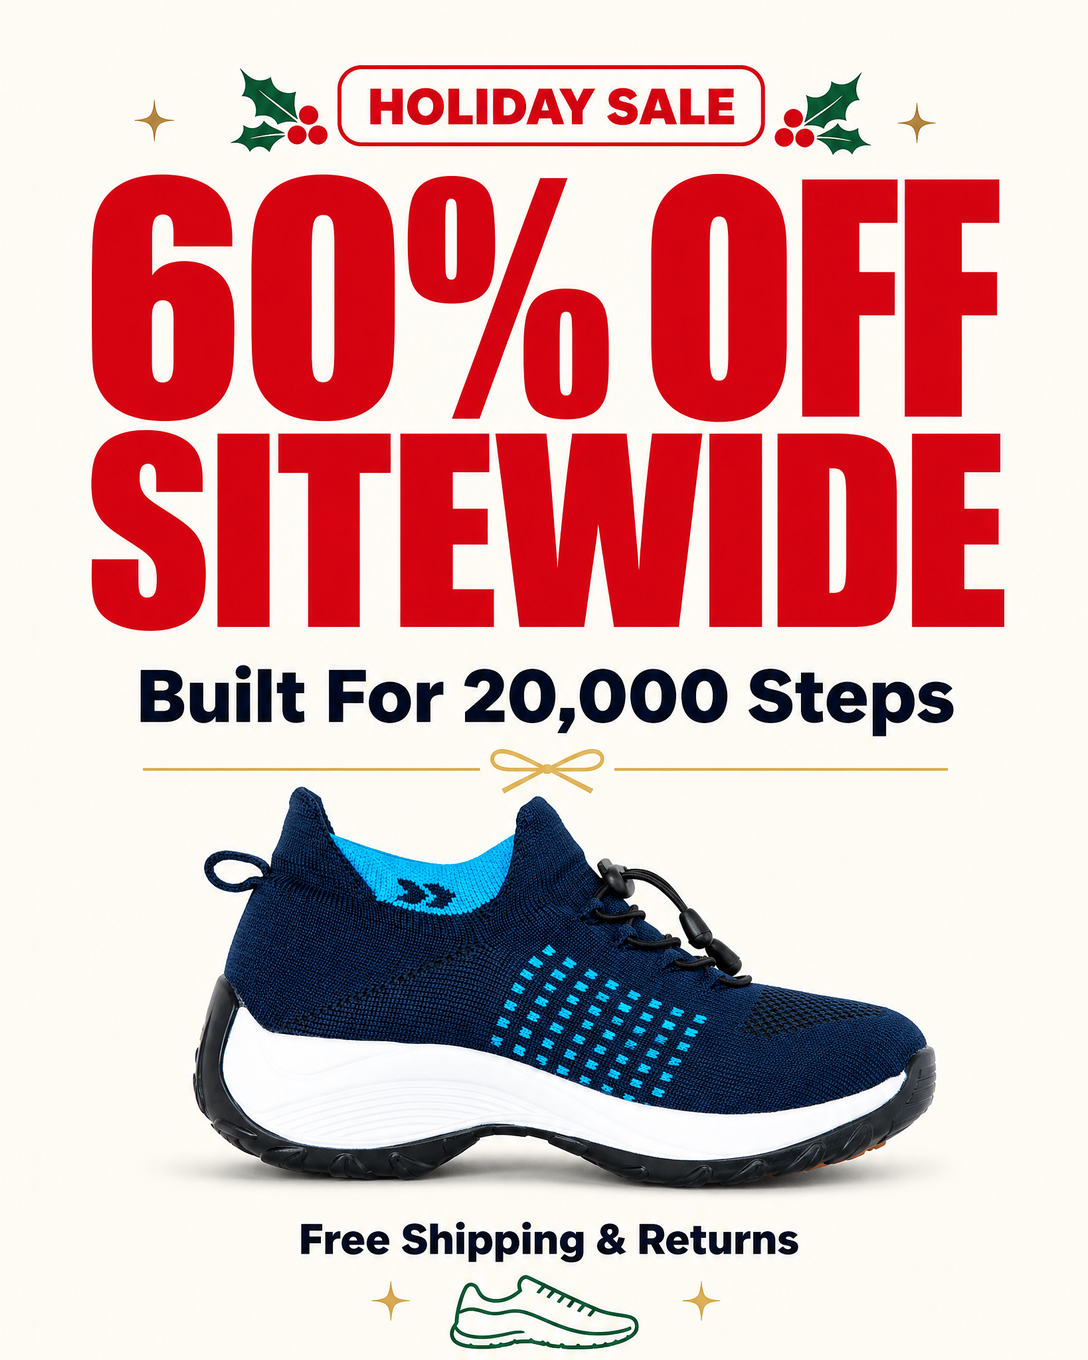 HOLIDAY SALE
60% OFF
SITEWIDE
Built For 20,000 Steps
Free Shipping & Returns